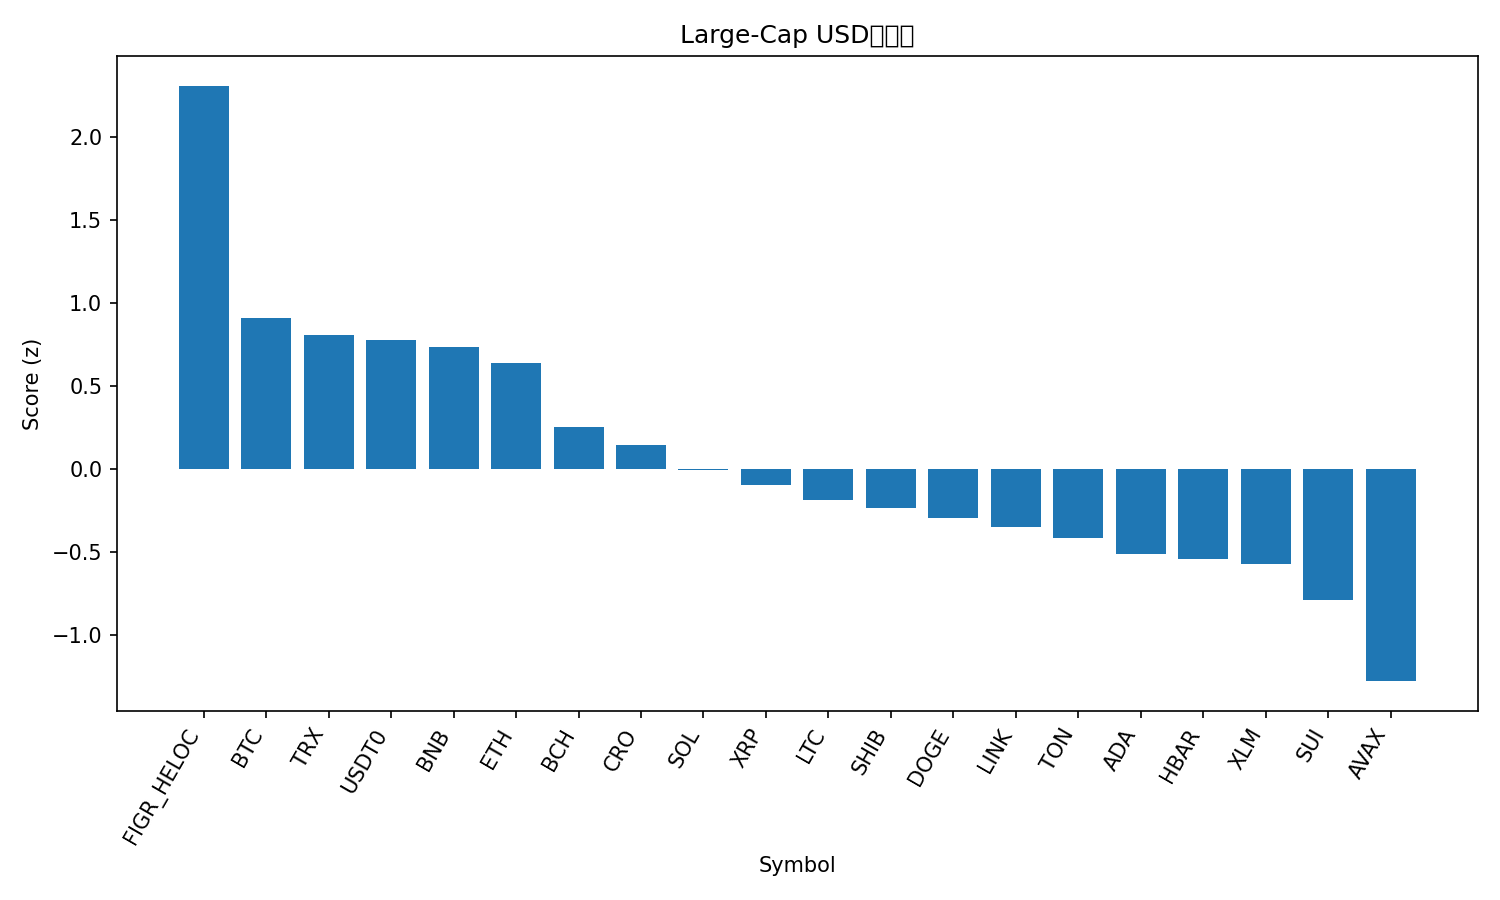 Large-Cap USD
Score (z)
2.0
1.5
1.0
0.5
0.0
−0.5
−1.0
FIGR_HELOC
BTC
TRX
USDT0
BNB
ETH
BCH
CRO
SOL
XRP
LTC
SHIB
DOGE
LINK
TON
ADA
HBAR
XLM
SUI
AVAX
Symbol